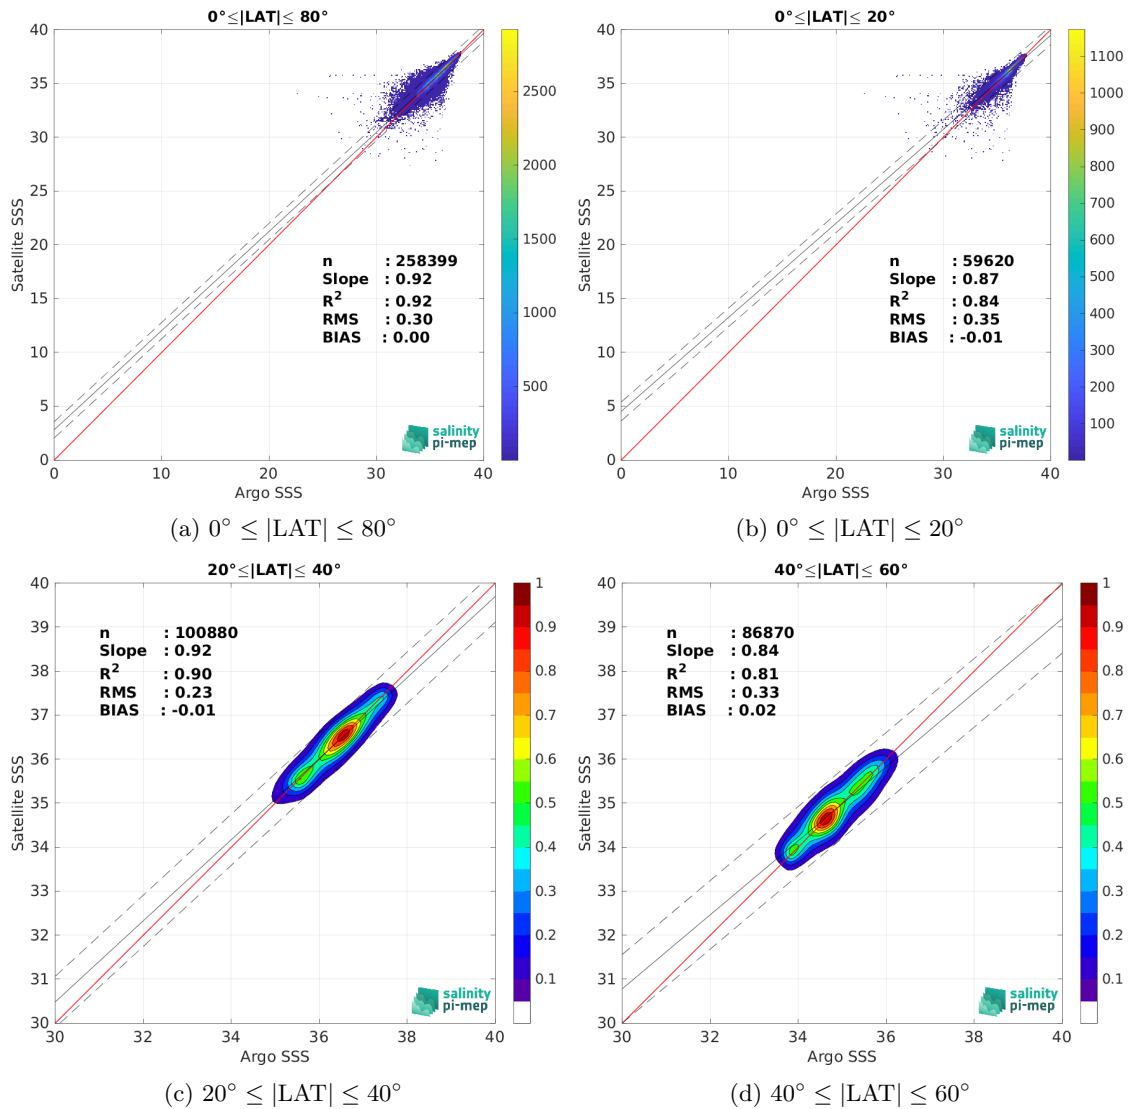 0°≤|LAT|≤ 80°
40
35
30
25
20
15
10
5
0
0
10
20
30
40
Satellite SSS
Argo SSS
n : 258399
Slope : 0.92
R² : 0.92
RMS : 0.30
BIAS : 0.00
salinity
pi-mep
2500
2000
1500
1000
500
(a) 0° ≤ |LAT| ≤ 80°
0°≤|LAT|≤ 20°
40
35
30
25
20
15
10
5
0
0
10
20
30
40
Satellite SSS
Argo SSS
n : 59620
Slope : 0.87
R² : 0.84
RMS : 0.35
BIAS : -0.01
salinity
pi-mep
1100
1000
900
800
700
600
500
400
300
200
100
(b) 0° ≤ |LAT| ≤ 20°
20°≤|LAT|≤ 40°
40
39
38
37
36
35
34
33
32
31
30
30
32
34
36
38
40
Satellite SSS
Argo SSS
n : 100880
Slope : 0.92
R² : 0.90
RMS : 0.23
BIAS : -0.01
salinity
pi-mep
1
0.9
0.8
0.7
0.6
0.5
0.4
0.3
0.2
0.1
(c) 20° ≤ |LAT| ≤ 40°
40°≤|LAT|≤ 60°
40
39
38
37
36
35
34
33
32
31
30
30
32
34
36
38
40
Satellite SSS
Argo SSS
n : 86870
Slope : 0.84
R² : 0.81
RMS : 0.33
BIAS : 0.02
salinity
pi-mep
1
0.9
0.8
0.7
0.6
0.5
0.4
0.3
0.2
0.1
(d) 40° ≤ |LAT| ≤ 60°